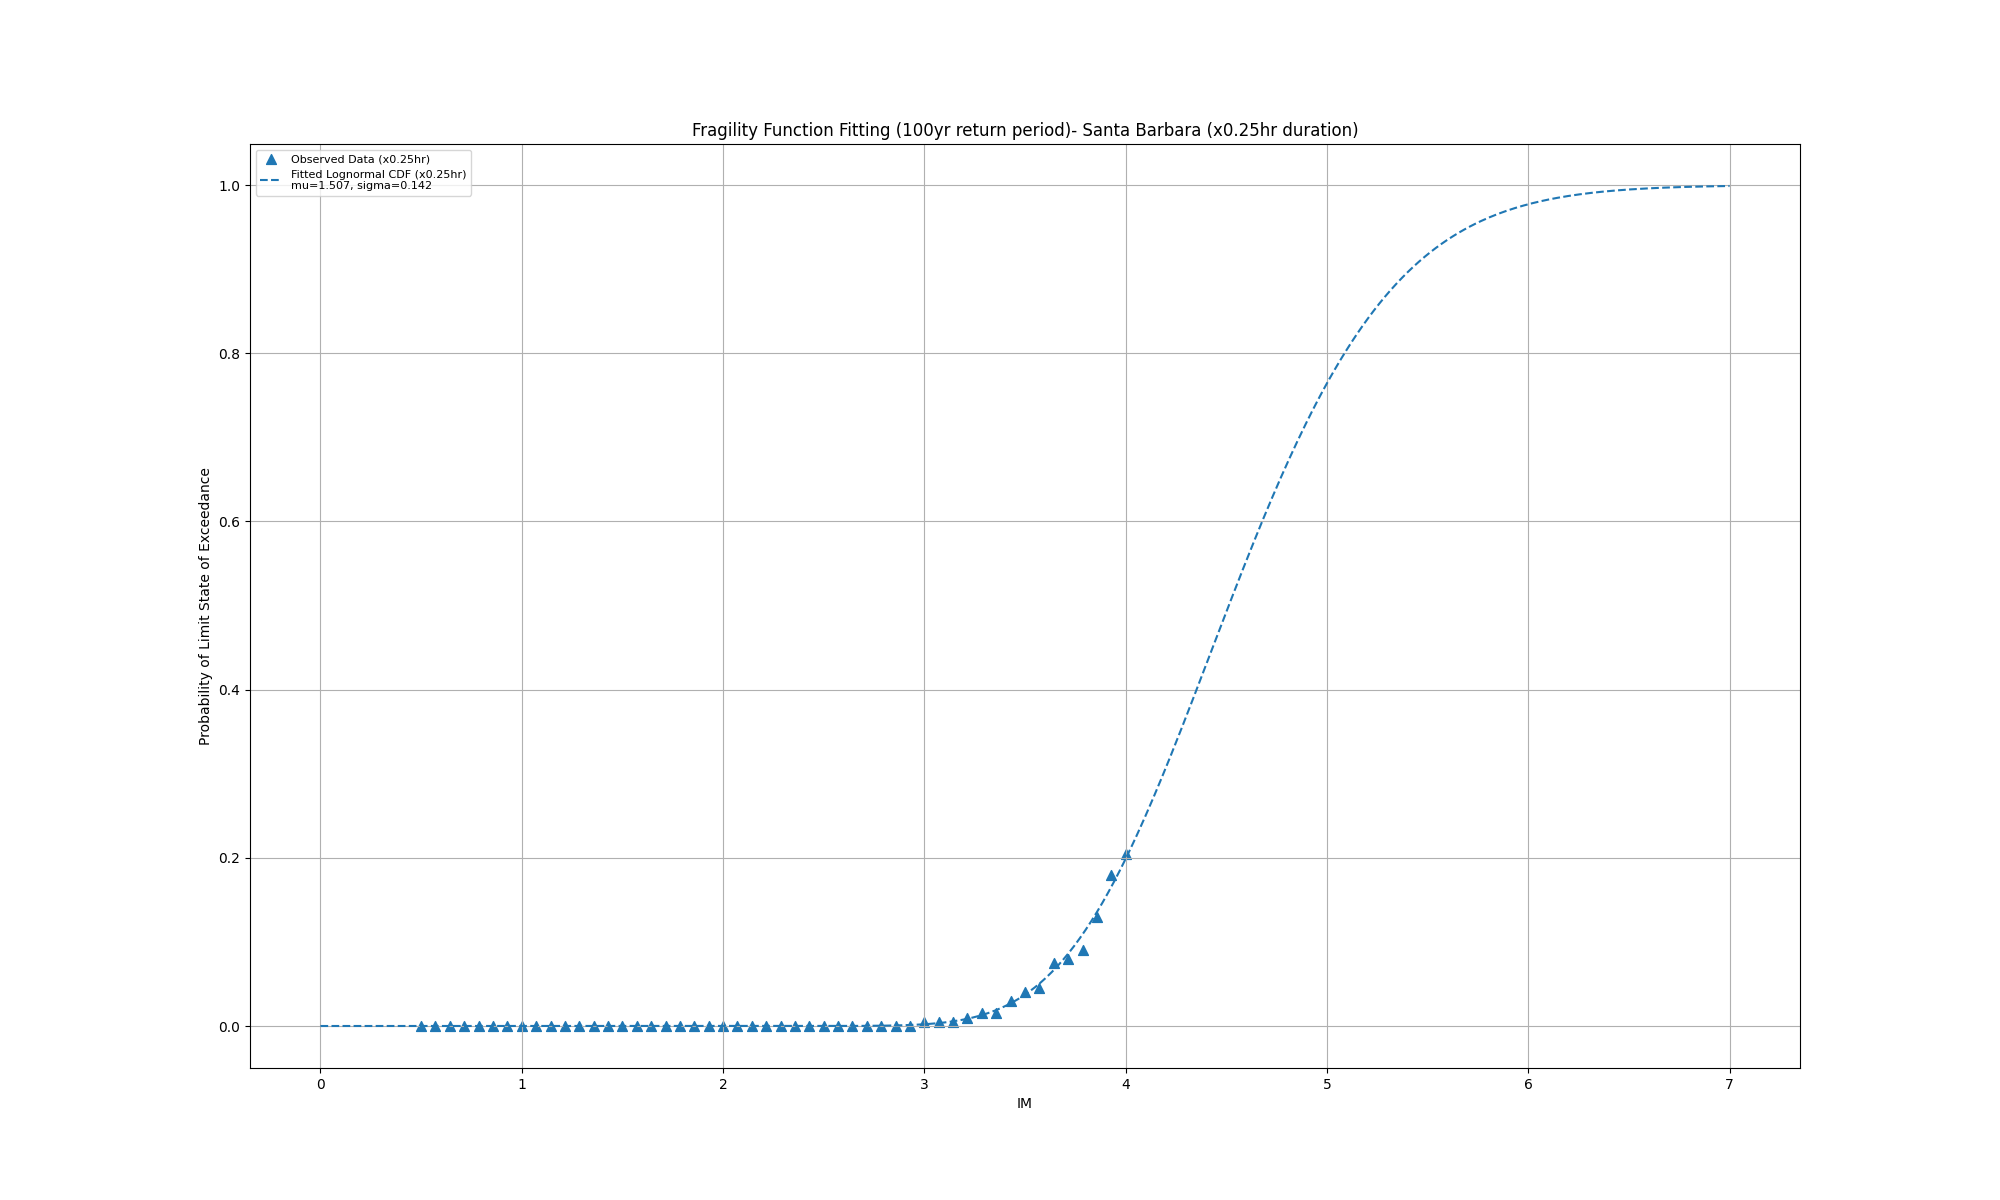 Fragility Function Fitting (100yr return period)- Santa Barbara (x0.25hr duration)
Observed Data (x0.25hr)
Fitted Lognormal CDF (x0.25hr)
mu=1.507, sigma=0.142
1.0
0.8
0.6
0.4
0.2
0.0
Probability of Limit State of Exceedance
0 1 2 3 4 5 6 7
IM